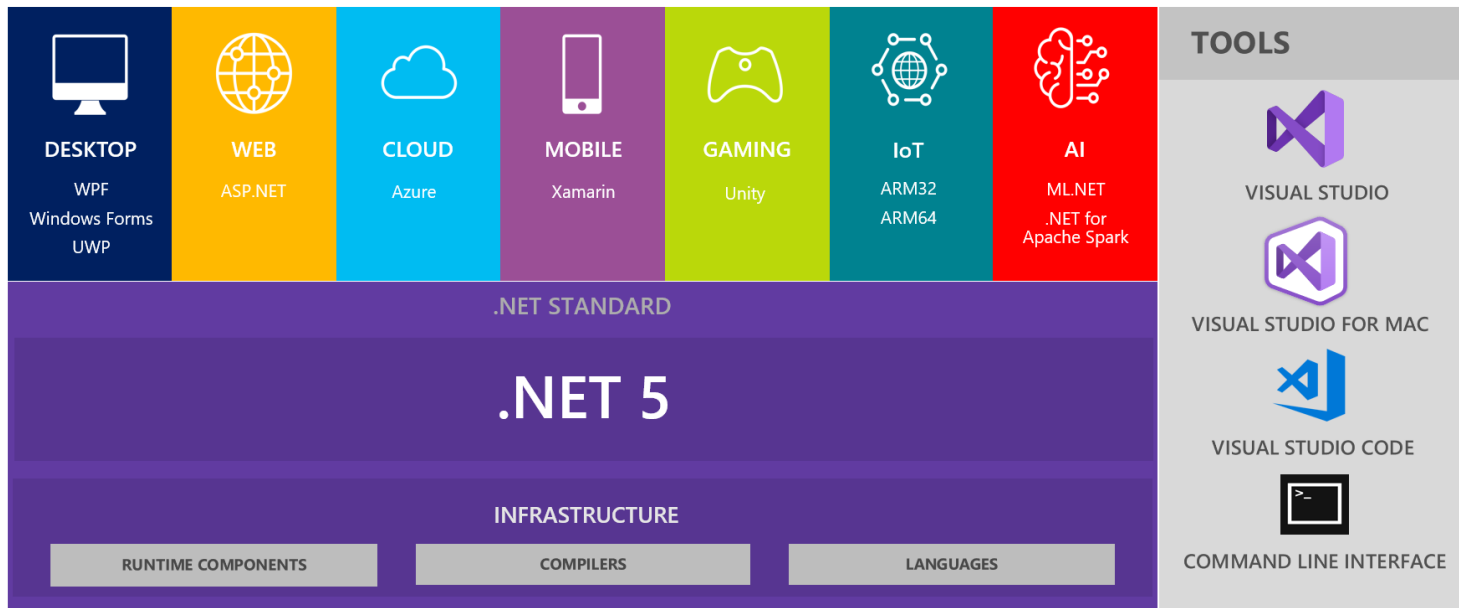 DESKTOP
WPF
Windows Forms
UWP
WEB
ASP.NET
CLOUD
Azure
MOBILE
Xamarin
GAMING
Unity
IoT
ARM32
ARM64
AI
ML.NET
.NET for
Apache Spark
.NET STANDARD
.NET 5
INFRASTRUCTURE
RUNTIME COMPONENTS
COMPILERS
LANGUAGES
TOOLS
VISUAL STUDIO
VISUAL STUDIO FOR MAC
VISUAL STUDIO CODE
>_
COMMAND LINE INTERFACE